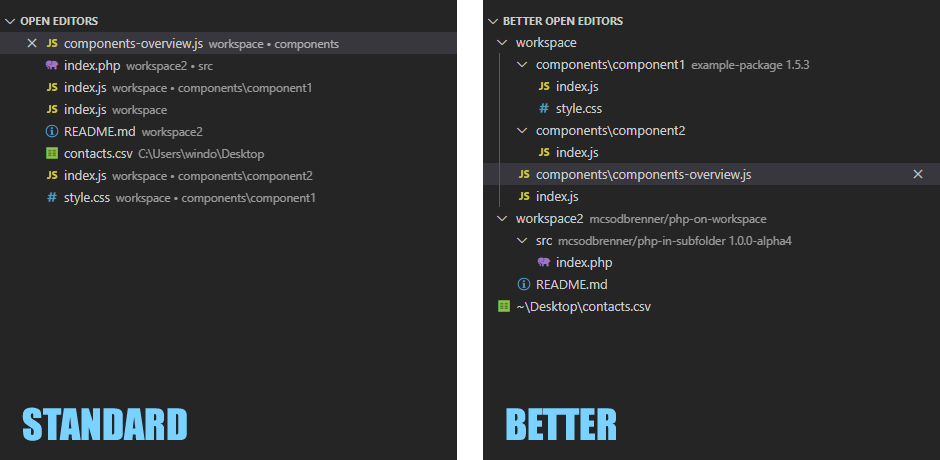 OPEN EDITORS
JS components-overview.js workspace • components
index.php workspace2 • src
JS index.js workspace • components\component1
JS index.js workspace
README.md workspace2
contacts.csv C:\Users\windo\Desktop
JS index.js workspace • components\component2
# style.css workspace • components\component1
STANDARD
BETTER OPEN EDITORS
workspace
components\component1 example-package 1.5.3
JS index.js
# style.css
components\component2
JS index.js
JS components\components-overview.js
JS index.js
workspace2 mcsodbrenner/php-on-workspace
src mcsodbrenner/php-in-subfolder 1.0.0-alpha4
index.php
README.md
~\Desktop\contacts.csv
BETTER